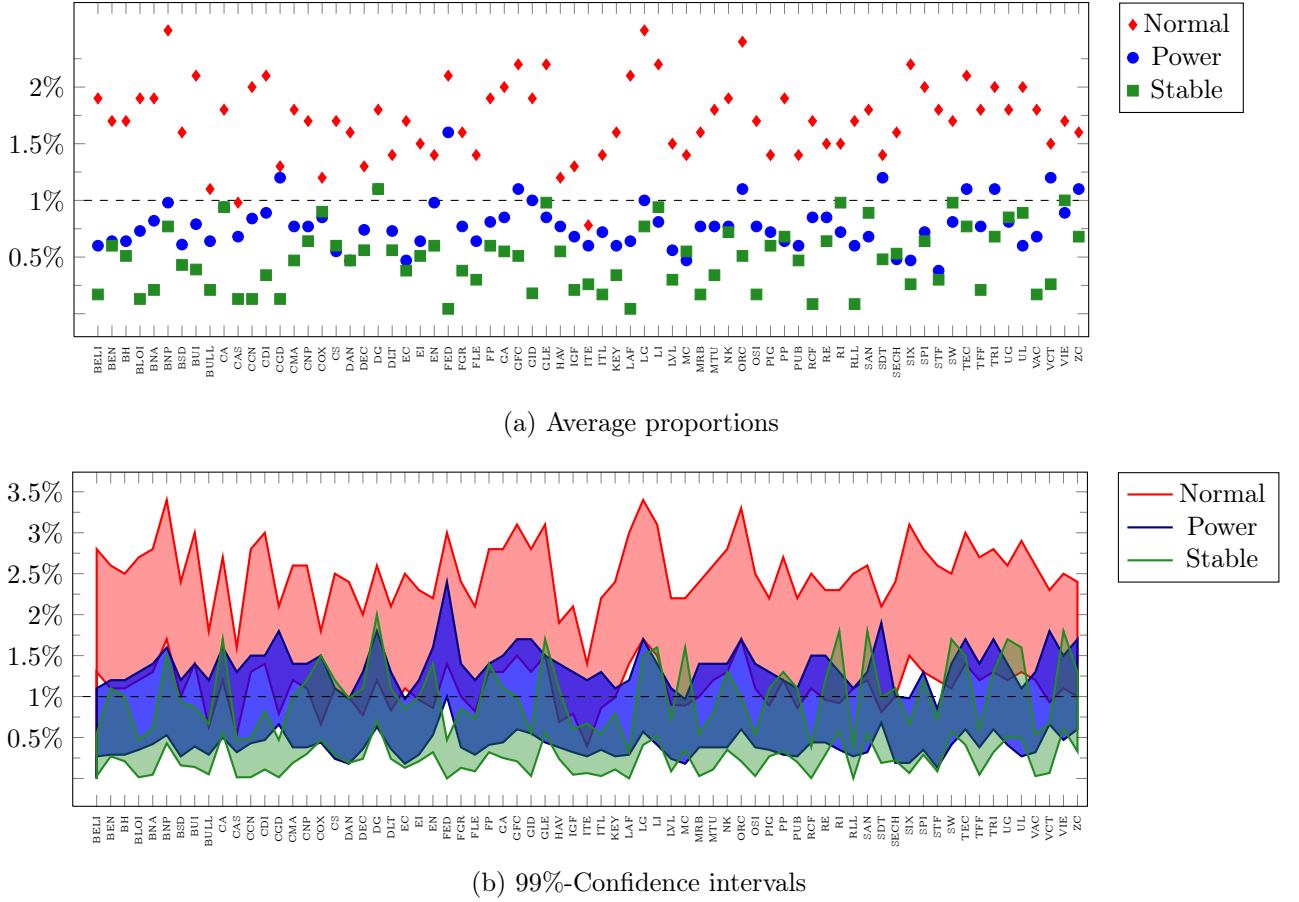 2%
1.5%
1%
0.5%
Normal
Power
Stable
BELI BEN BH BLOI BNA BNP BSD BUI BULL CA CAS CCN CDI CGD CMA CNP COX CS DAN DEC DG DLT EC EI EN FED FGR FLE FP GA GFC GID GLE HAV IGF ITE ITL KEY LAF LG LI LVL MC MRB MTU NK ORC OSI PIG PP PUB RCF RE RI RLL SAN SDT SECH SIX SPI STF SW TEC TFF TRI UG UL VAC VCT VIE ZC
(a) Average proportions
3.5%
3%
2.5%
2%
1.5%
1%
0.5%
Normal
Power
Stable
BELI BEN BH BLOI BNA BNP BSD BUI BULL CA CAS CCN CDI CGD CMA CNP COX CS DAN DEC DG DLT EC EI EN FED FGR FLE FP GA GFC GID GLE HAV IGF ITE ITL KEY LAF LG LI LVL MC MRB MTU NK ORC OSI PIG PP PUB RCF RE RI RLL SAN SDT SECH SIX SPI STF SW TEC TFF TRI UG UL VAC VCT VIE ZC
(b) 99%-Confidence intervals